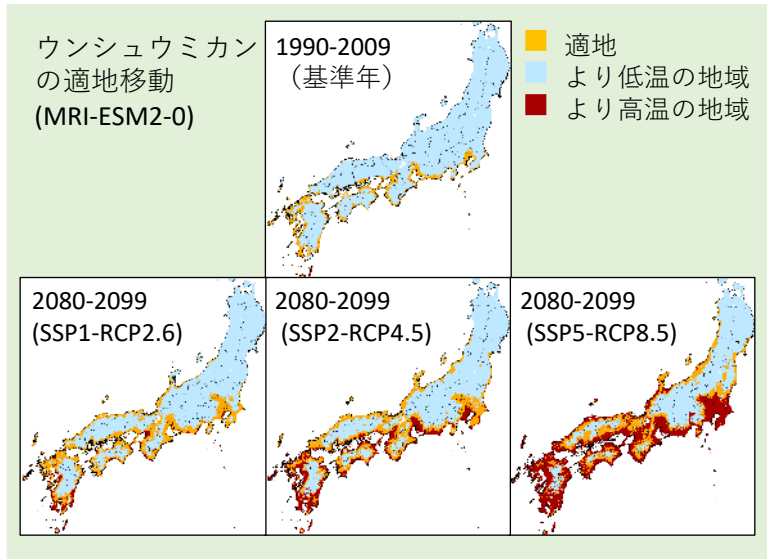 ウンシュウミカン
の適地移動
(MRI-ESM2-0)
1990-2009
（基準年）
適地
より低温の地域
より高温の地域
2080-2099
(SSP1-RCP2.6)
2080-2099
(SSP2-RCP4.5)
2080-2099
(SSP5-RCP8.5)